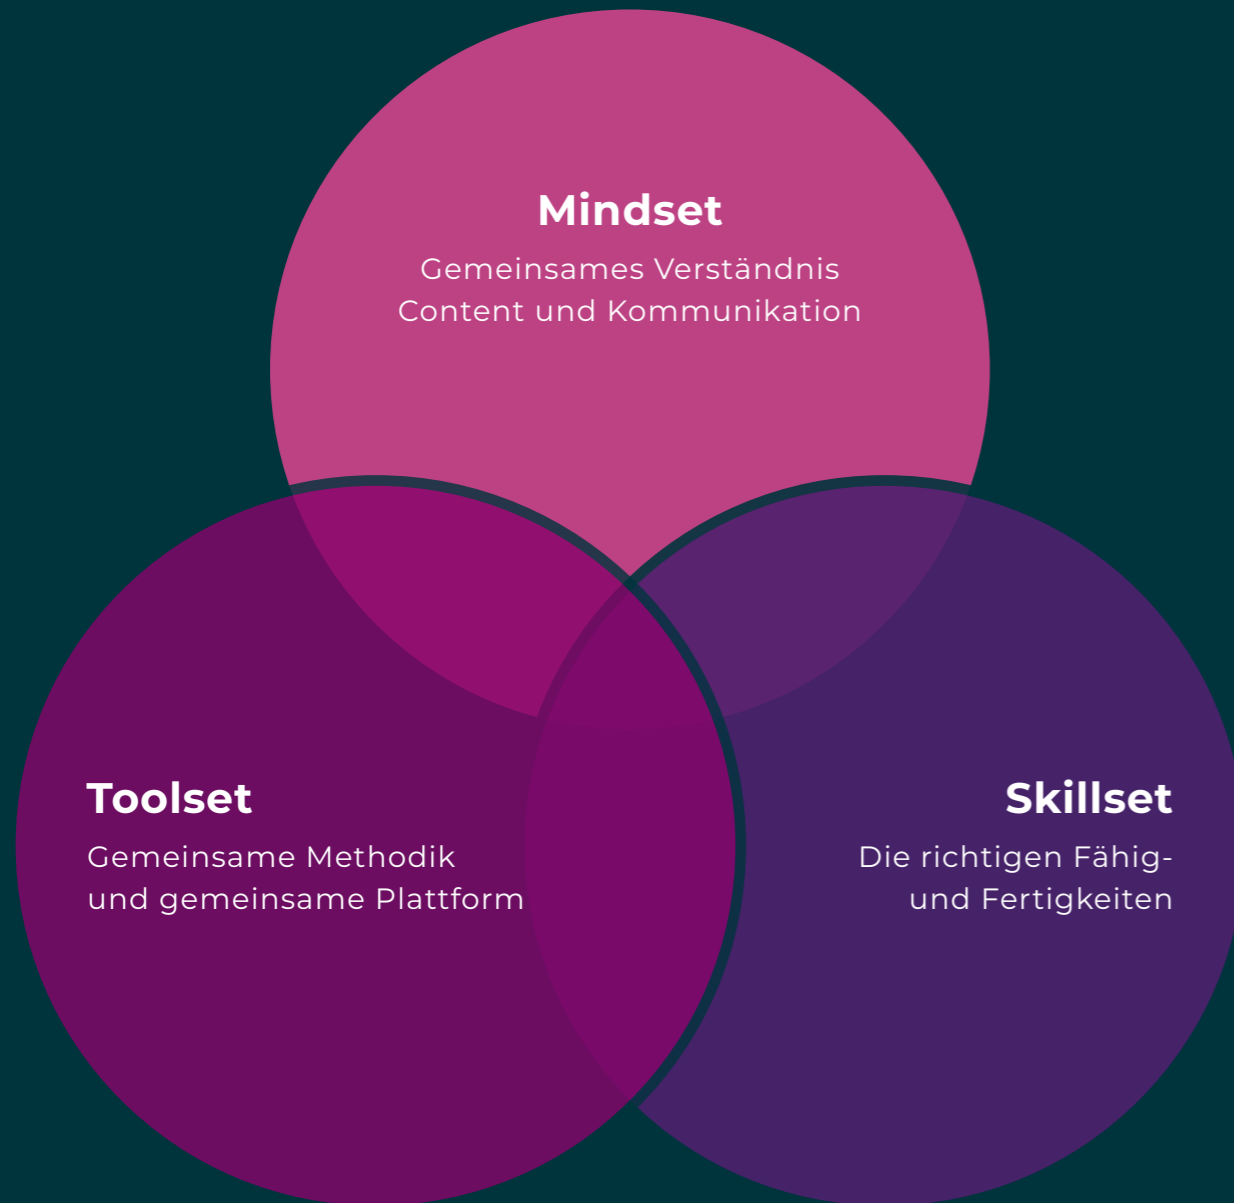 Mindset
Gemeinsames Verständnis
Content und Kommunikation
Toolset
Gemeinsame Methodik
und gemeinsame Plattform
Skillset
Die richtigen Fähig-
und Fertigkeiten